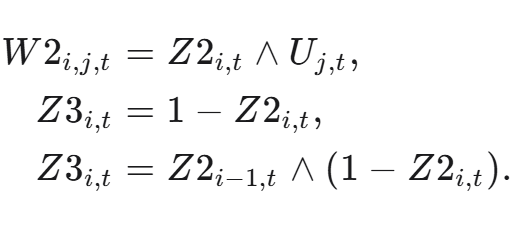 W2_{i,j,t} = Z2_{i,t} ∧ U_{j,t},
Z3_{i,t} = 1 − Z2_{i,t},
Z3_{i,t} = Z2_{i−1,t} ∧ (1 − Z2_{i,t}).